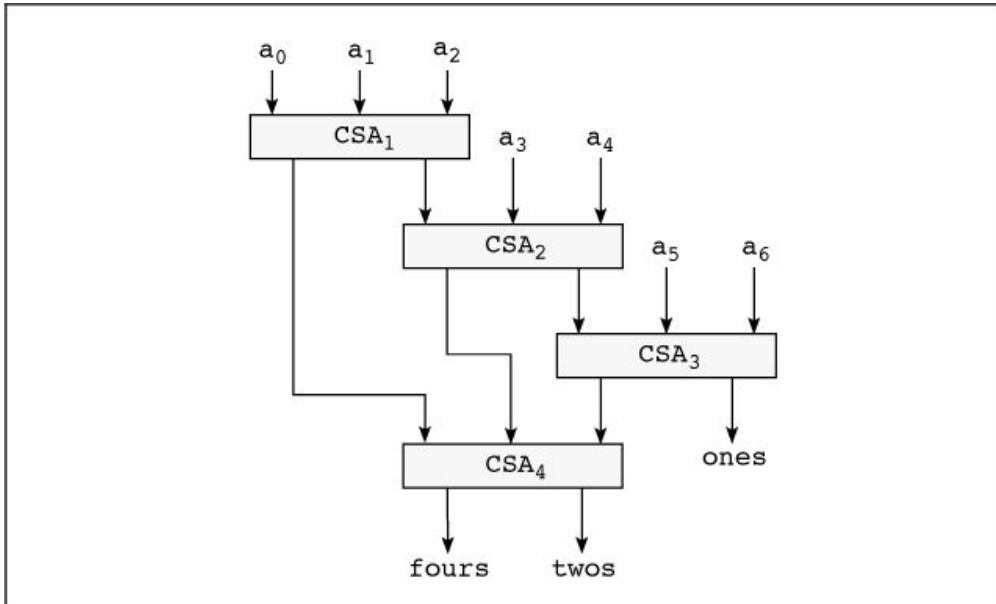 a₀ a₁ a₂
CSA₁
a₃ a₄
CSA₂
a₅ a₆
CSA₃
ones
CSA₄
fours twos